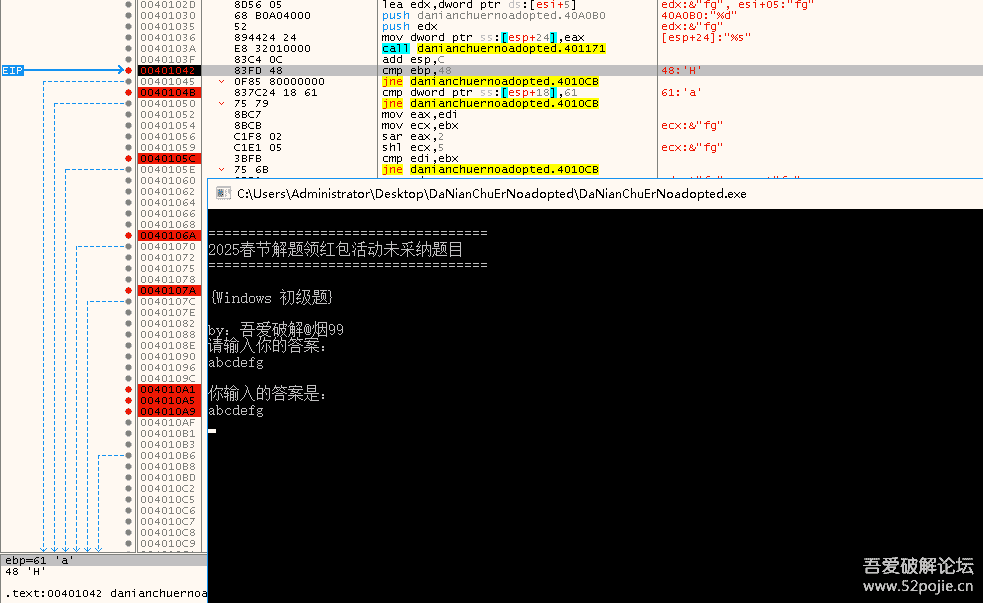 0040102D 8D56 05 lea edx,dword ptr ds:[esi+5] edx:&"fg", esi+05:"fg"
00401030 68 B0A04000 push danianchuernoadopted.40A0B0 40A0B0:"%d"
00401035 52 push edx
00401036 894424 24 mov dword ptr ss:[esp+24],eax [esp+24]:"%s"
0040103A E8 32010000 call danianchuernoadopted.401171
0040103F 83C4 0C add esp,C
EIP 00401042 83FD 48 cmp ebp,48 48:'H'
00401045 0F85 80000000 jne danianchuernoadopted.4010CB
0040104B 837C24 18 61 cmp dword ptr ss:[esp+18],61 61:'a'
00401050 75 79 jne danianchuernoadopted.4010CB
00401052 8BC7 mov eax,edi
00401054 8BCB mov ecx,ebx ecx:&"fg"
00401056 C1F8 02 sar eax,2
00401059 C1E1 05 shl ecx,5 ecx:&"fg"
0040105C 3BFB cmp edi,ebx
0040105E 75 6B jne danianchuernoadopted.4010CB
00401060
00401062
00401064
00401066
00401068
0040106A
00401070
00401072
00401075
00401078
0040107A
0040107C
0040107E
00401082
00401088
0040108E
00401090
00401096
0040109C
004010A1
004010A5
004010A9
004010AF
004010B1
004010B3
004010B6
004010B8
004010BD
004010C2
004010C5
004010C6
004010C7
004010C8
004010C9
C:\Users\Administrator\Desktop\DaNianChuErNoadopted\DaNianChuErNoadopted.exe
===================================
2025春节解题领红包活动未采纳题目
===================================
{Windows 初级题}
by: 吾爱破解@烟99
请输入你的答案:
abcdefg
你输入的答案是:
abcdefg
ebp=61 'a'
48 'H'
.text:00401042 danianchuernoa
吾爱破解论坛
www.52pojie.cn